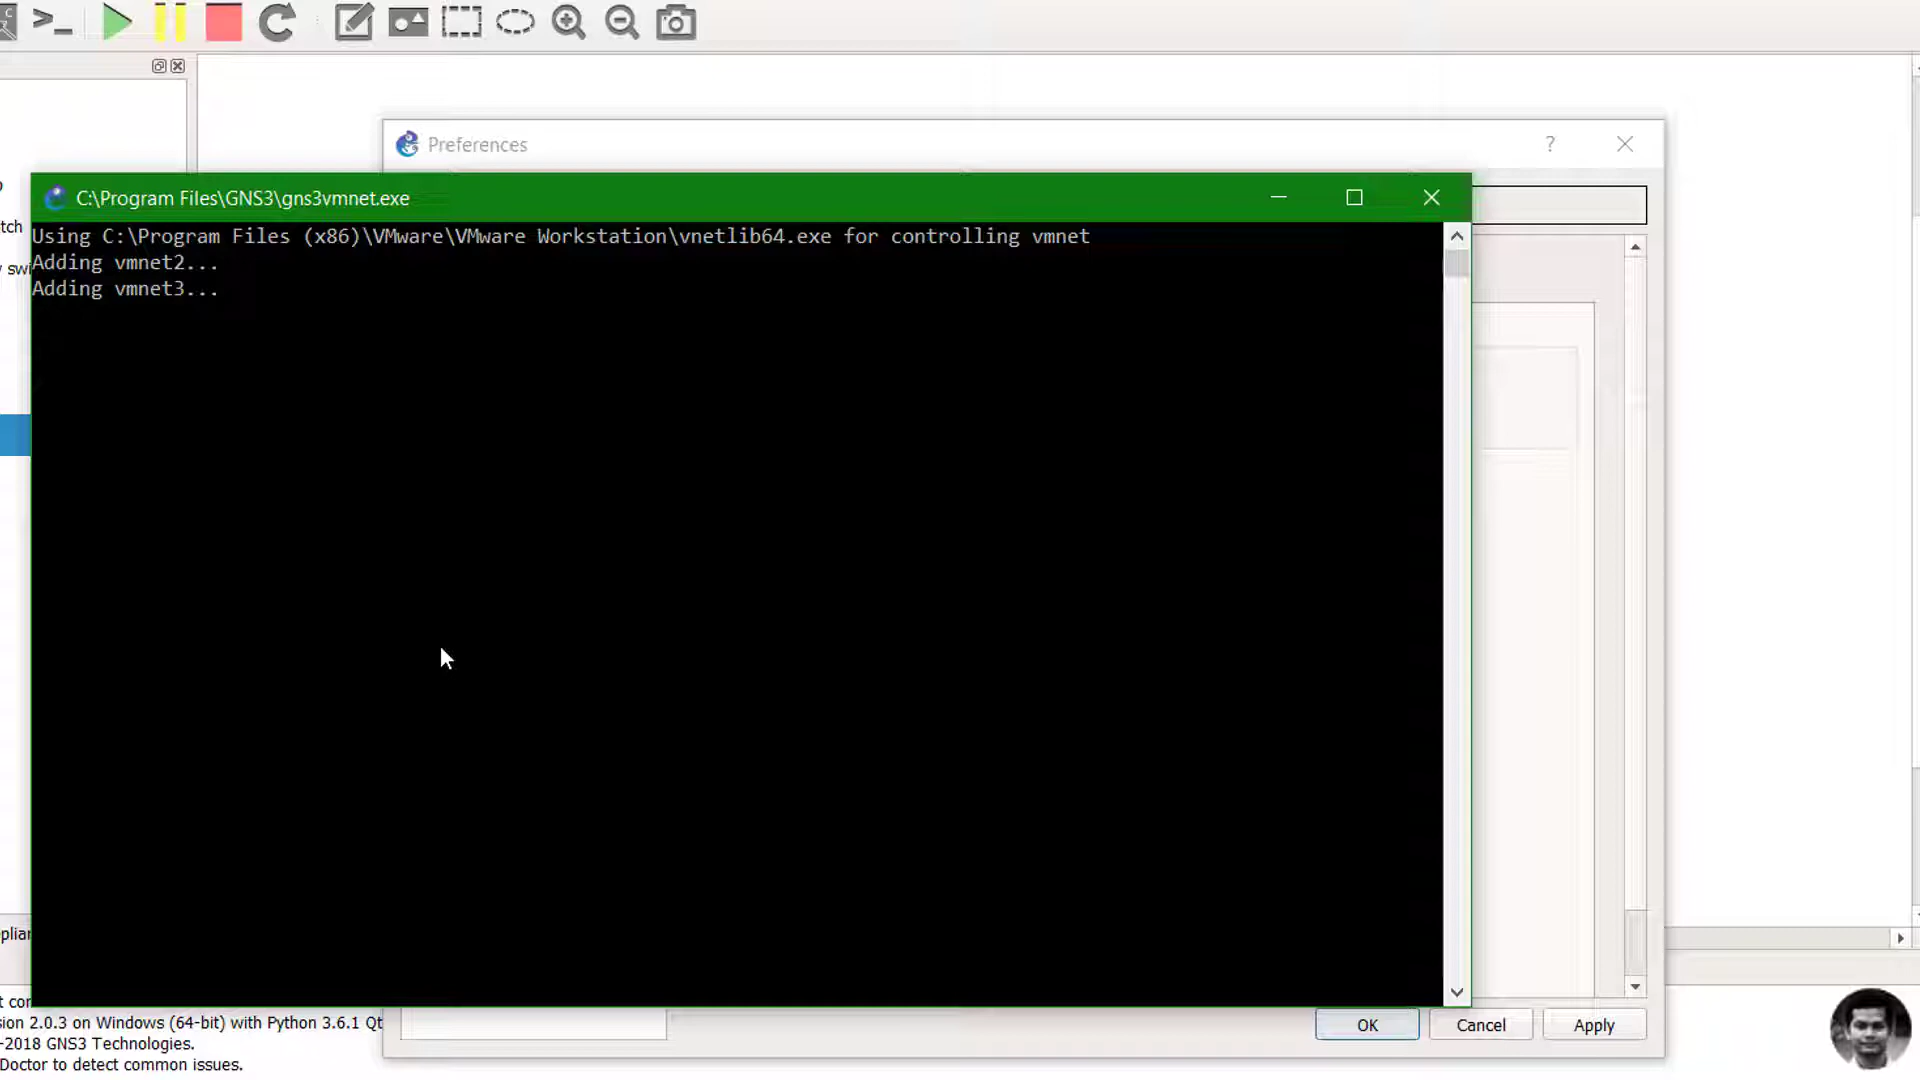 Preferences
C:\Program Files\GNS3\gns3vmnet.exe
Using C:\Program Files (x86)\VMware\VMware Workstation\vnetlib64.exe for controlling vmnet
Adding vmnet2...
Adding vmnet3...
OK
Cancel
Apply
sion 2.0.3 on Windows (64-bit) with Python 3.6.1 Qt
-2018 GNS3 Technologies.
Doctor to detect common issues.